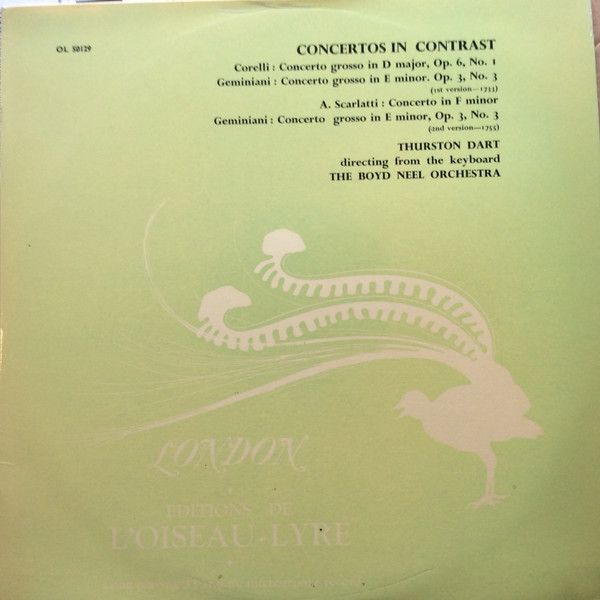 OL 50129
CONCERTOS IN CONTRAST
Corelli : Concerto grosso in D major, Op. 6, No. 1
Geminiani : Concerto grosso in E minor. Op. 3, No. 3
(1st version—1733)
A. Scarlatti : Concerto in F minor
Geminiani : Concerto grosso in E minor, Op. 3, No. 3
(2nd version—1755)
THURSTON DART
directing from the keyboard
THE BOYD NEEL ORCHESTRA
LONDON
EDITIONS DE
L'OISEAU-LYRE